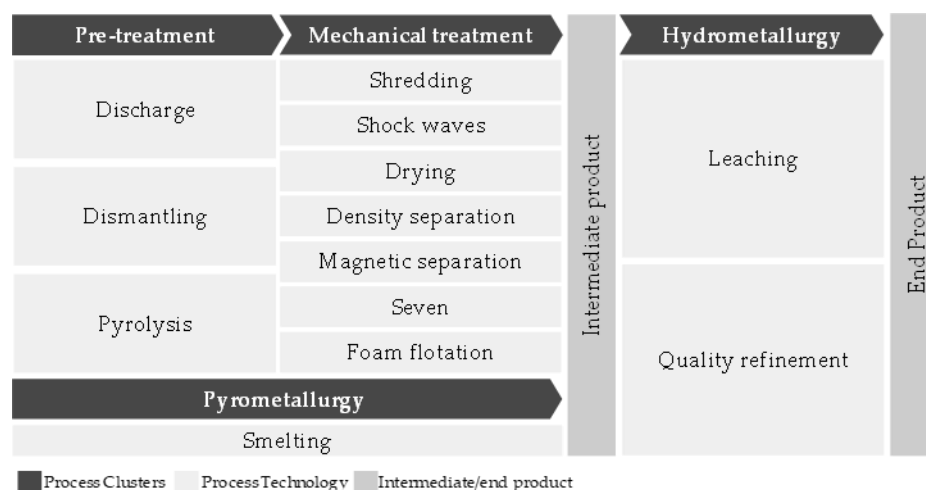 Pre-treatment
Mechanical treatment
Hydrometallurgy
Discharge
Dismantling
Pyrolysis
Shredding
Shock waves
Drying
Density separation
Magnetic separation
Seven
Foam flotation
Pyrometallurgy
Smelting
Intermediate product
Leaching
Quality refinement
End Product
Process Clusters
Process Technology
Intermediate/end product